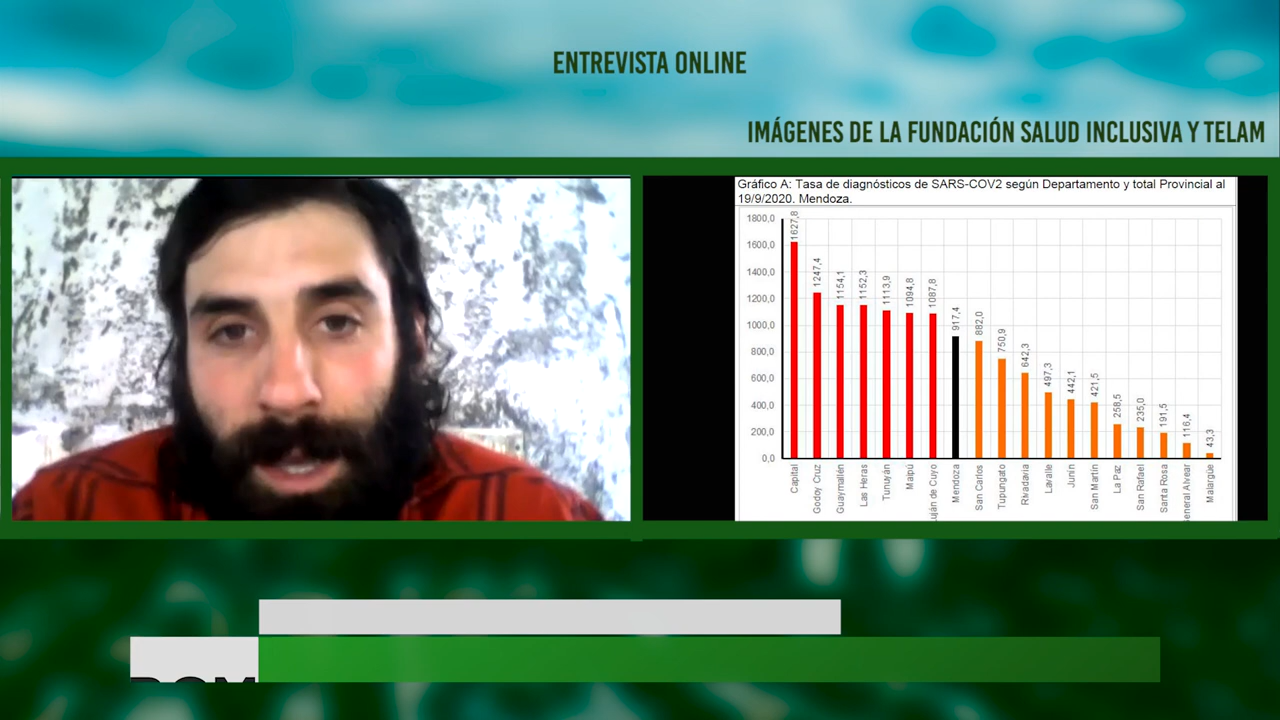 ENTREVISTA ONLINE
IMÁGENES DE LA FUNDACIÓN SALUD INCLUSIVA Y TELAM
Gráfico A: Tasa de diagnósticos de SARS-COV2 según Departamento y total Provincial al
19/9/2020. Mendoza.
1800,0
1600,0
1400,0
1200,0
1000,0
800,0
600,0
400,0
200,0
0,0
1627,8
1247,4
1154,1
1152,3
1113,9
1094,8
1087,8
917,4
882,0
750,9
642,3
497,3
442,1
421,5
258,5
235,0
191,5
116,4
43,3
Capital
Godoy Cruz
Guaymallén
Las Heras
Tunuyán
Maipú
uján de Cuyo
Mendoza
San Carlos
Tupungato
Rivadavia
Lavalle
Junín
San Martín
La Paz
San Rafael
Santa Rosa
eneral Alvear
Malargüe